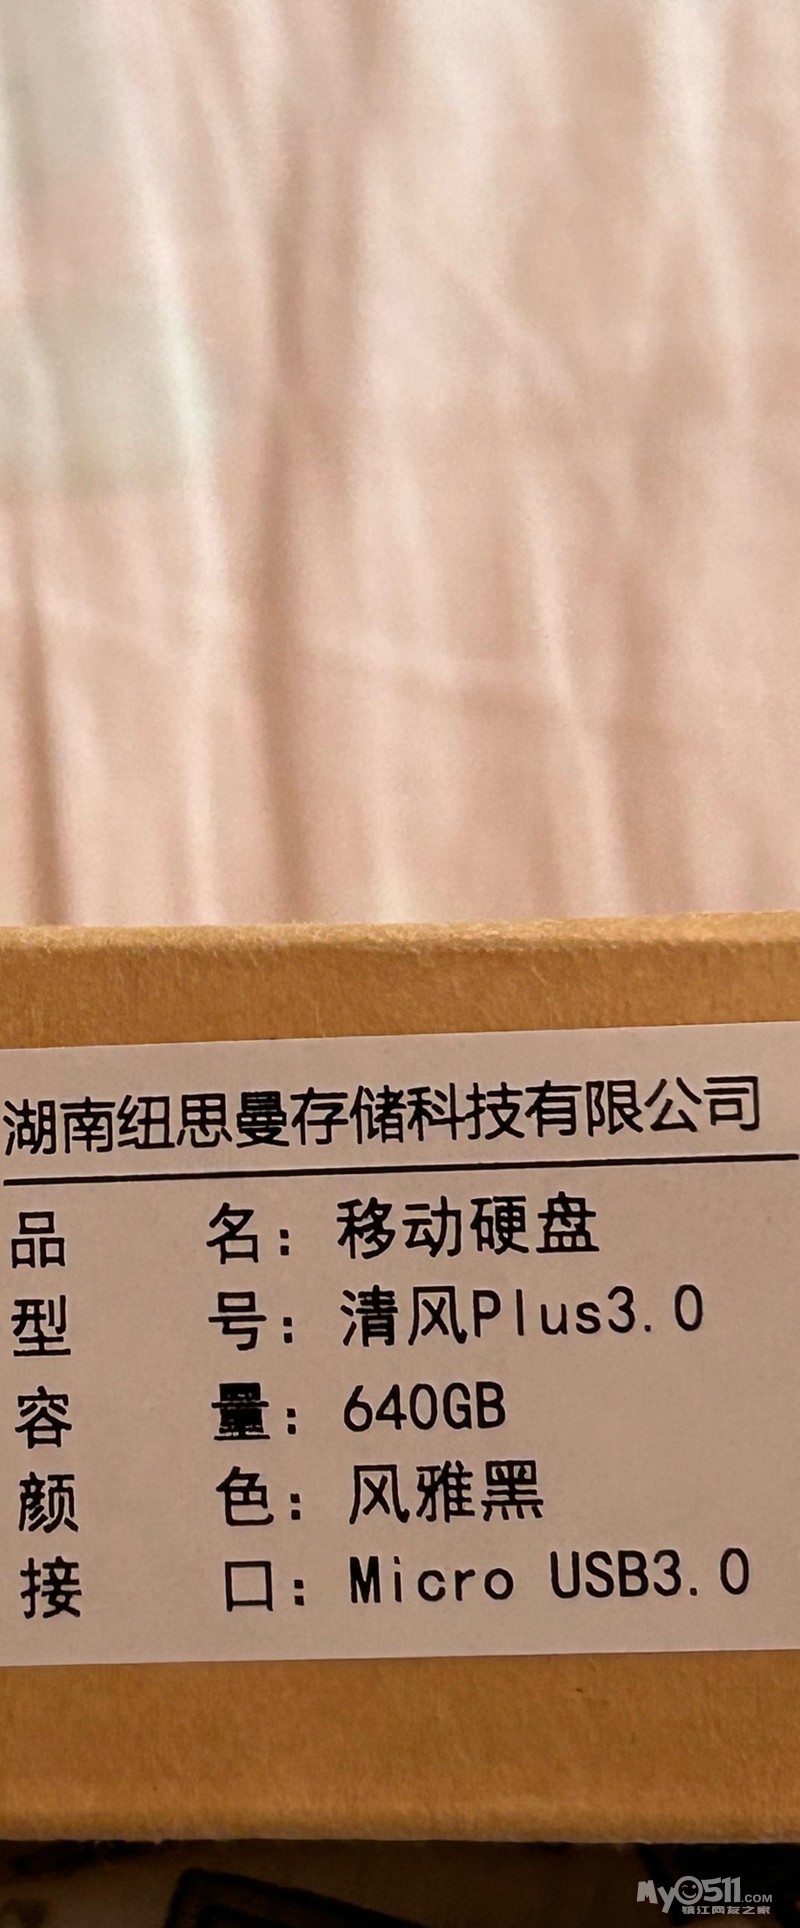 湖南纽思曼存储科技有限公司
品 名：移动硬盘
型 号：清风Plus3.0
容 量：640GB
颜 色：风雅黑
接 口：Micro USB3.0
My0511.COM
镇江网友之家